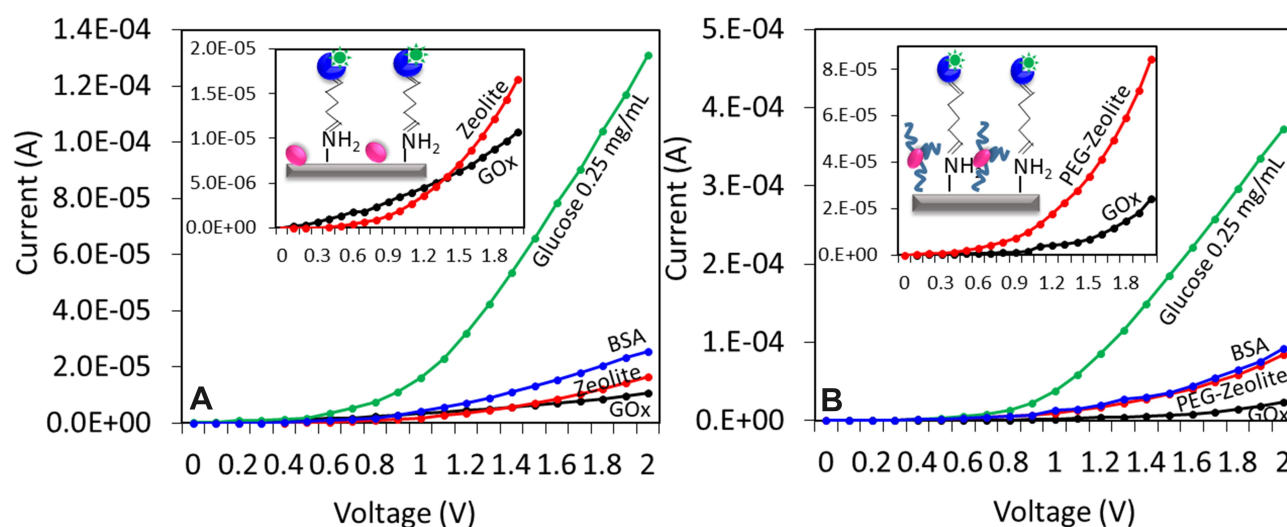 1.4E-04
1.2E-04
1.0E-04
8.0E-05
6.0E-05
4.0E-05
2.0E-05
0.0E+00
Current (A)
2.0E-05
1.5E-05
1.0E-05
5.0E-06
0.0E+00
0 0.3 0.6 0.9 1.2 1.5 1.8
NH2
NH2
Zeolite
GOx
Glucose 0.25 mg/mL
BSA
Zeolite
GOx
A
0 0.2 0.4 0.6 0.8 1 1.2 1.4 1.6 1.8 2
Voltage (V)
5.E-04
4.E-04
3.E-04
2.E-04
1.E-04
0.E+00
Current (A)
8.E-05
6.E-05
4.E-05
2.E-05
0.E+00
0 0.3 0.6 0.9 1.2 1.5 1.8
NH2
NH2
PEG-Zeolite
GOx
Glucose 0.25 mg/mL
BSA
PEG-Zeolite
GOx
B
0 0.2 0.4 0.6 0.8 1 1.2 1.4 1.6 1.8 2
Voltage (V)